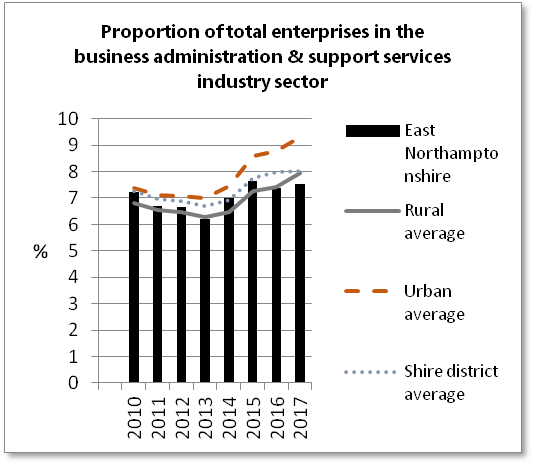 Proportion of total enterprises in the
business administration & support services
industry sector
10
9
8
7
6
5
4
3
2
1
0
%
2010
2011
2012
2013
2014
2015
2016
2017
East
Northampto
nshire
Rural
average
Urban
average
Shire district
average